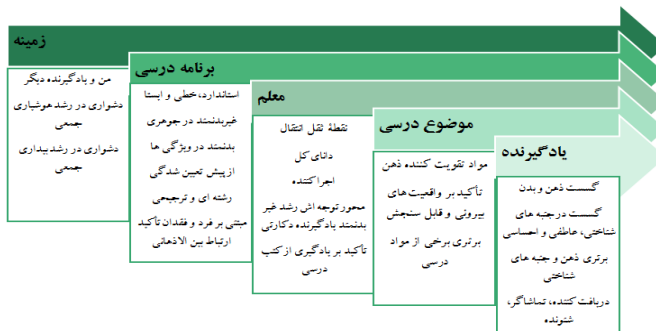 زمینه
من و یادگیرنده دیگر
دشواری در رشد هوشیاری
جمعی
دشواری در رشد بیداری
جمعی
برنامه درسی
استاندارد، خطی و ایستا
غیربدنمند در جوهری
بدنمند در ویژگی ها
از پیش تعیین شدگی
رشته ای و ترجیحی
مبتنی بر فرد و فقدان تأکید
ارتباط بین الاذهانی
معلم
نقطة ثقل انتقال
دانای کل
اجراکننده
محور توجه اش رشد غیر
بدنمند یادگیرنده دکارتی
تأکید بر یادگیری از کتب
درسی
موضوع درسی
مواد تقویت کننده ذهن
تأکید بر واقعیت های
بیرونی و قابل سنجش
برتری برخی از مواد
درسی
یادگیرنده
گسست ذهن و بدن
گسست در جنبه های
شناختی، عاطفی و احساسی
برتری ذهن و جنبه های
شناختی
دریافت کننده، تماشاگر،
شنونده